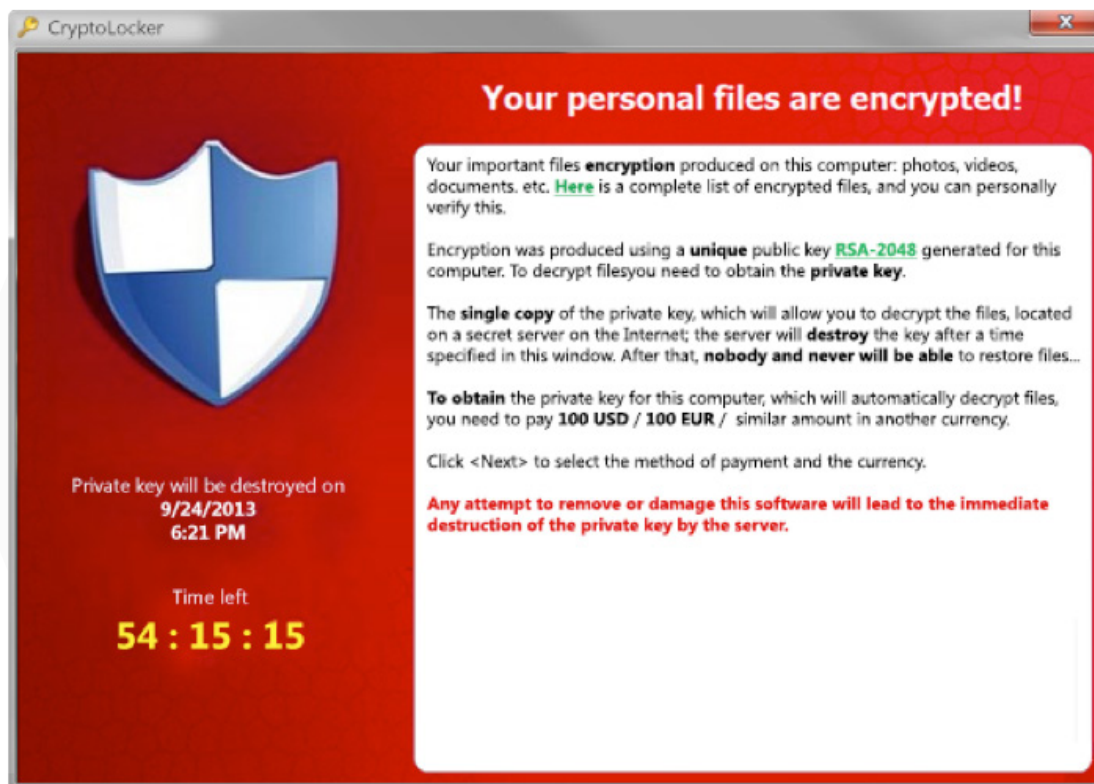 CryptoLocker
Your personal files are encrypted!
Your important files encryption produced on this computer: photos, videos,
documents. etc. Here is a complete list of encrypted files, and you can personally
verify this.
Encryption was produced using a unique public key RSA-2048 generated for this
computer. To decrypt filesyou need to obtain the private key.
The single copy of the private key, which will allow you to decrypt the files, located
on a secret server on the Internet; the server will destroy the key after a time
specified in this window. After that, nobody and never will be able to restore files...
To obtain the private key for this computer, which will automatically decrypt files,
you need to pay 100 USD / 100 EUR / similar amount in another currency.
Click <Next> to select the method of payment and the currency.
Any attempt to remove or damage this software will lead to the immediate
destruction of the private key by the server.
Private key will be destroyed on
9/24/2013
6:21 PM
Time left
54 : 15 : 15